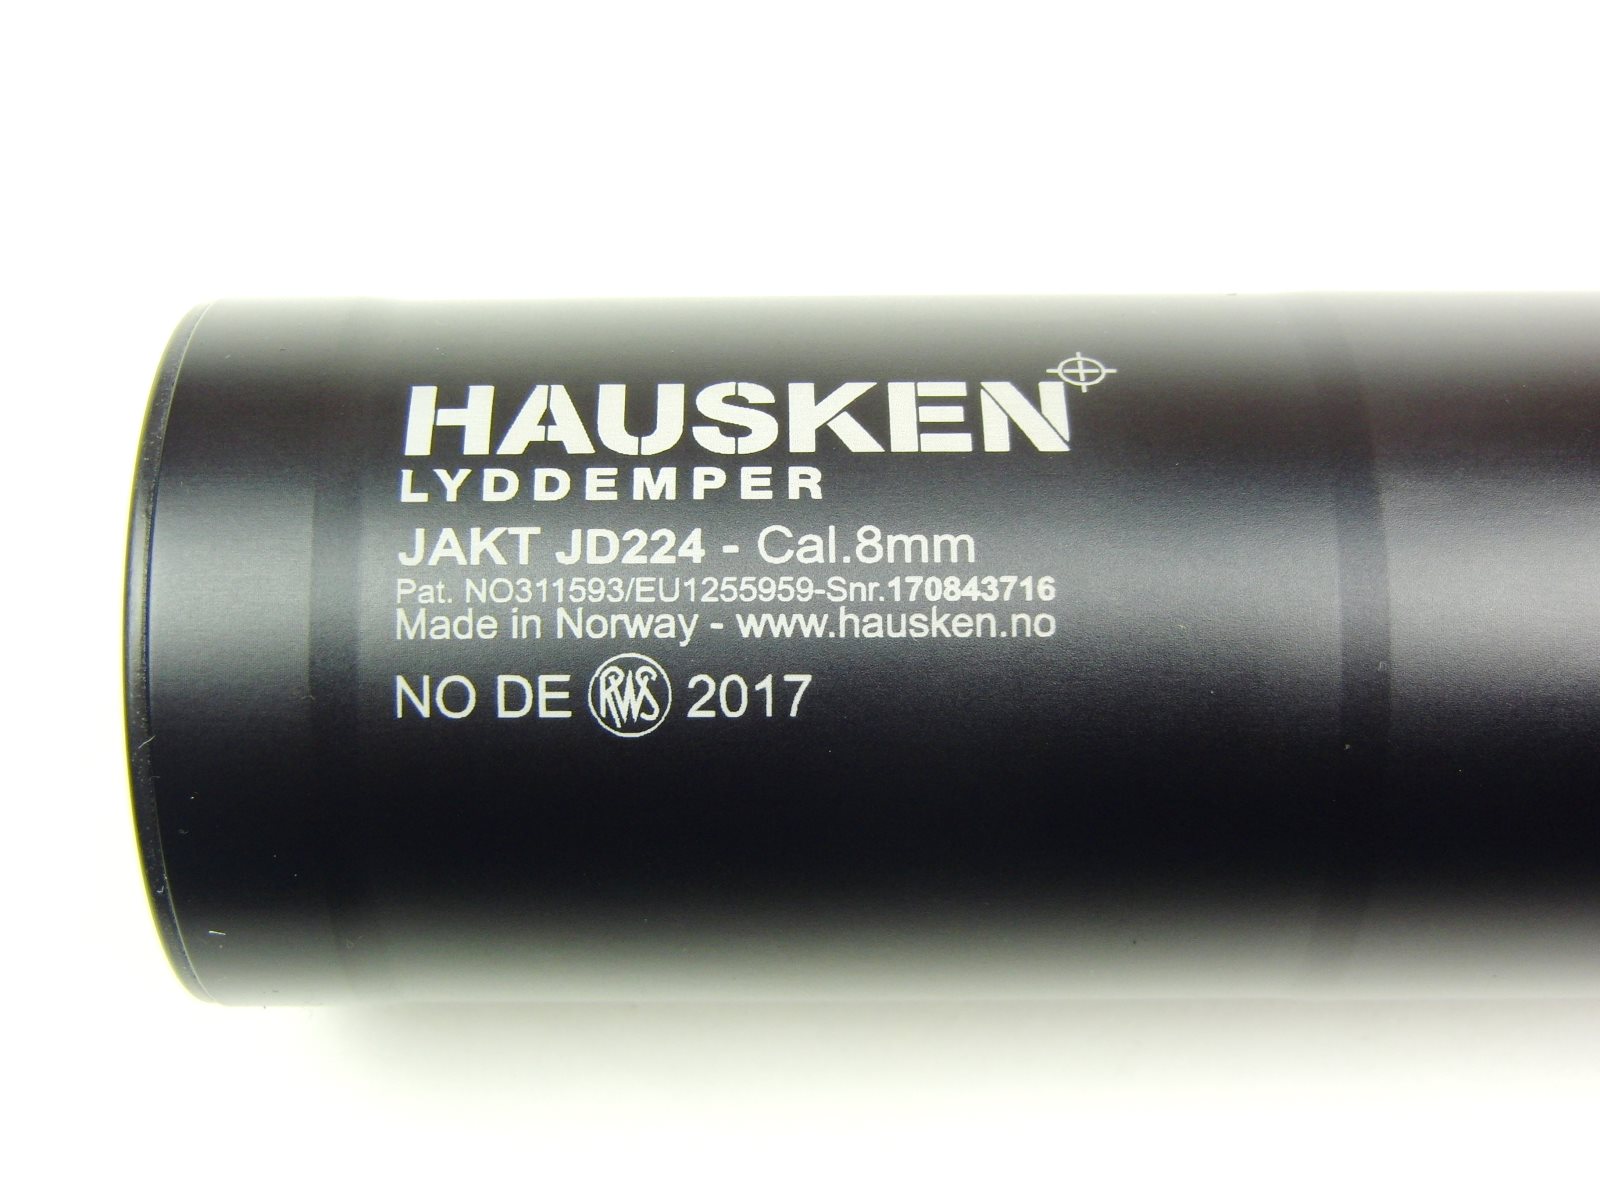 HAUSKEN
LYDDEMPER
JAKT JD224 - Cal.8mm
Pat. NO311593/EU1255959-Snr.170843716
Made in Norway - www.hausken.no
NO DE RWS 2017